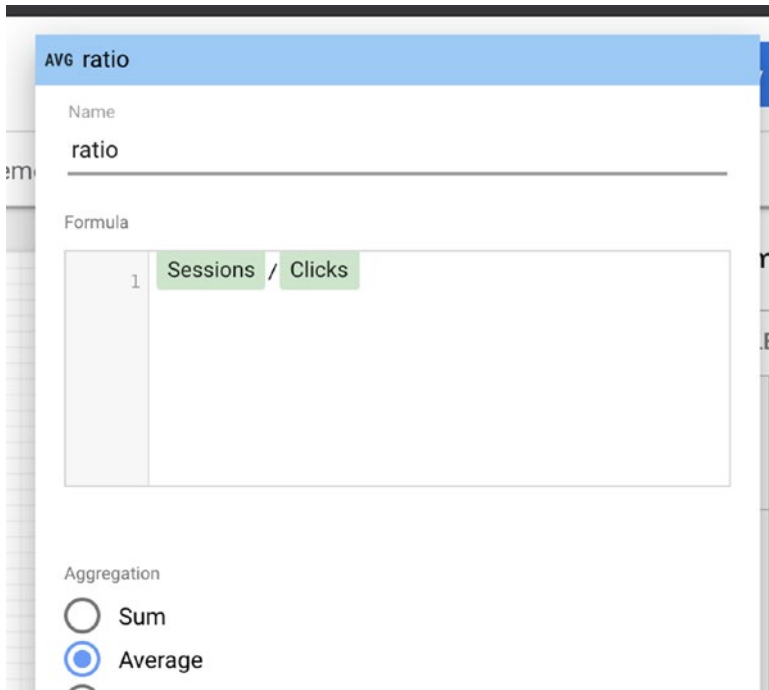 AVG ratio
Name
ratio
Formula
1 Sessions / Clicks
Aggregation
Sum
Average